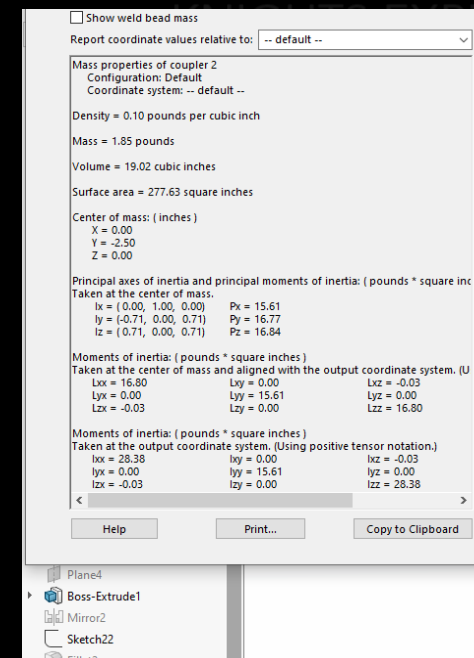 Show weld bead mass
Report coordinate values relative to: -- default --
Mass properties of coupler 2
Configuration: Default
Coordinate system: -- default --
Density = 0.10 pounds per cubic inch
Mass = 1.85 pounds
Volume = 19.02 cubic inches
Surface area = 277.63 square inches
Center of mass: ( inches )
X = 0.00
Y = -2.50
Z = 0.00
Principal axes of inertia and principal moments of inertia: ( pounds * square inc
Taken at the center of mass.
Ix = ( 0.00, 1.00, 0.00) Px = 15.61
Iy = (-0.71, 0.00, 0.71) Py = 16.77
Iz = ( 0.71, 0.00, 0.71) Pz = 16.84
Moments of inertia: ( pounds * square inches )
Taken at the center of mass and aligned with the output coordinate system. (U
Lxx = 16.80 Lxy = 0.00 Lxz = -0.03
Lyx = 0.00 Lyy = 15.61 Lyz = 0.00
Lzx = -0.03 Lzy = 0.00 Lzz = 16.80
Moments of inertia: ( pounds * square inches )
Taken at the output coordinate system. (Using positive tensor notation.)
Ixx = 28.38 Ixy = 0.00 Ixz = -0.03
Iyx = 0.00 Iyy = 15.61 Iyz = 0.00
Izx = -0.03 Izy = 0.00 Izz = 28.38
Help Print... Copy to Clipboard
Plane4
Boss-Extrude1
Mirror2
Sketch22